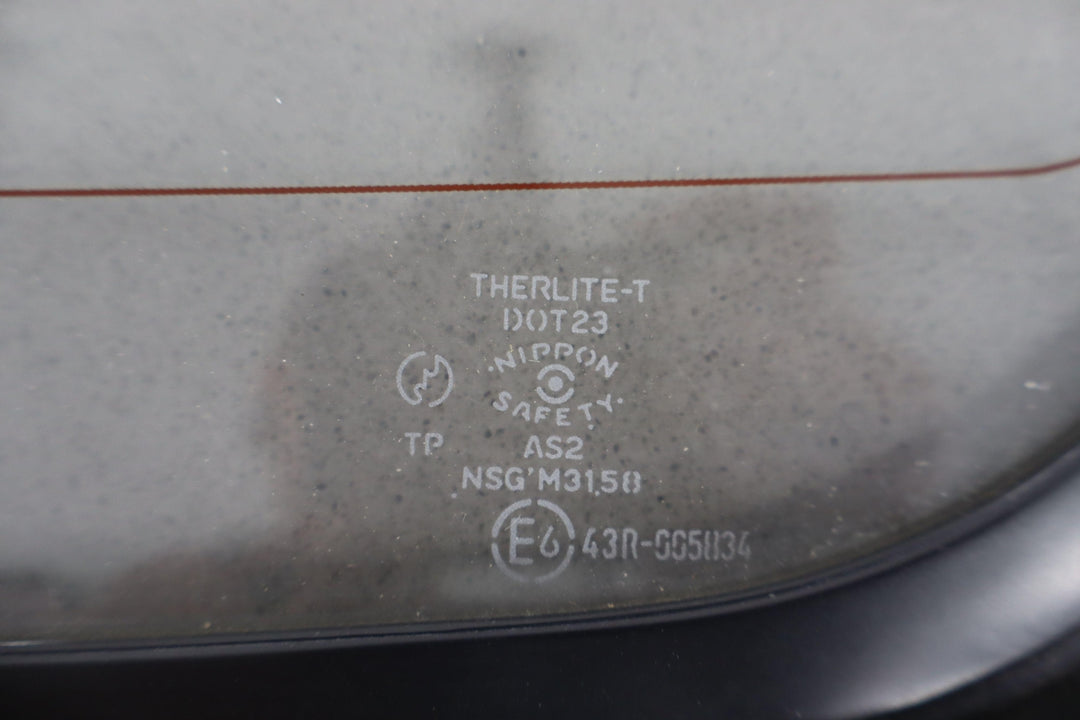 THERLITE-T
DOT23
NIPPON
SAFETY
TP AS2
NSG'M31.58
E6 43R-005834